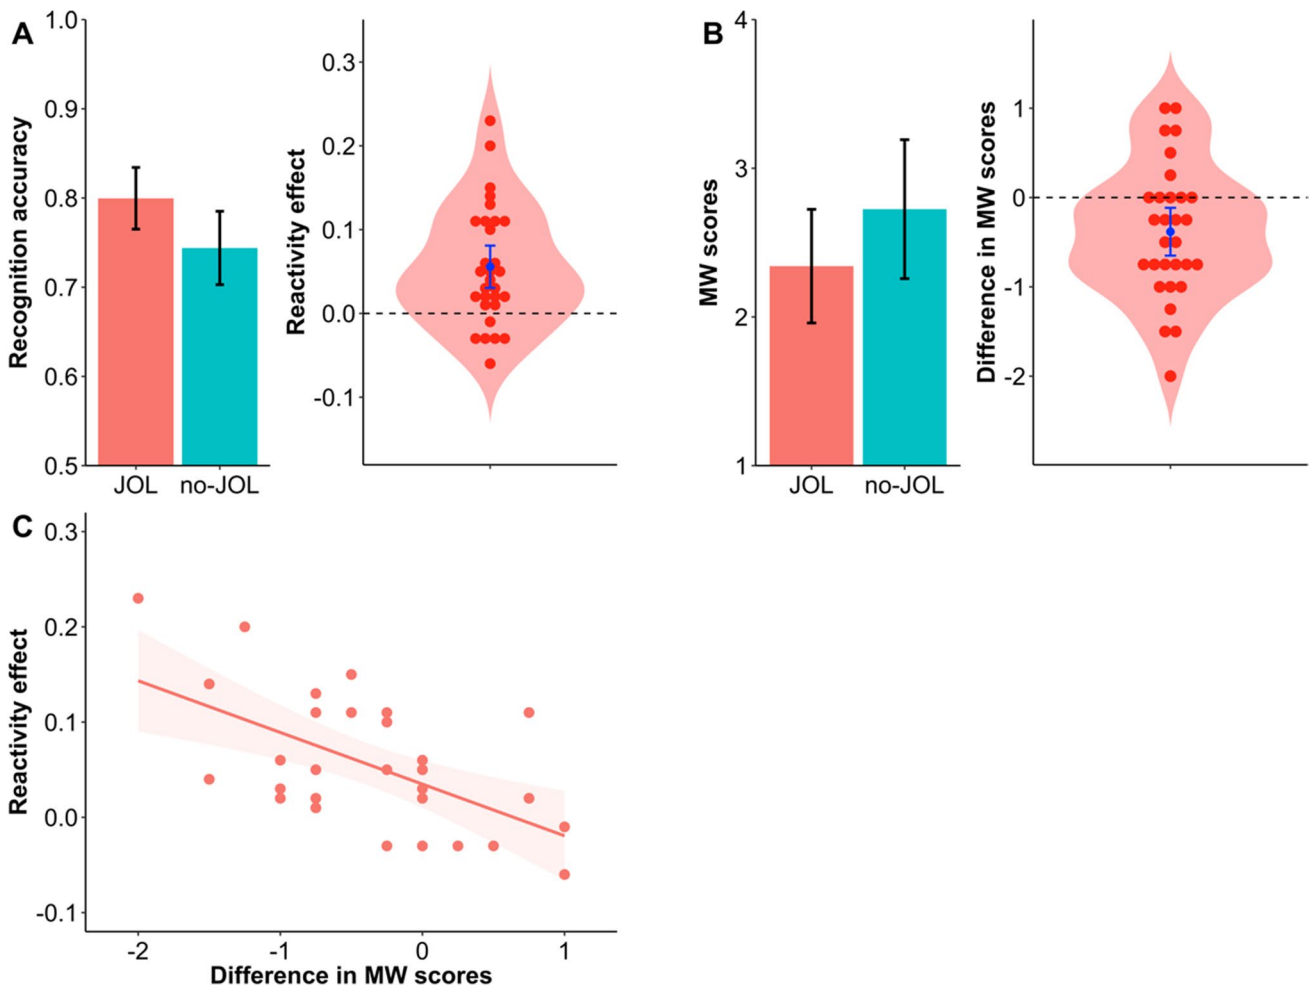 A
Recognition accuracy
1.0
0.9
0.8
0.7
0.6
0.5
JOL no-JOL
Reactivity effect
0.3
0.2
0.1
0.0
-0.1
B
MW scores
4
3
2
1
JOL no-JOL
Difference in MW scores
1
0
-1
-2
C
Reactivity effect
0.3
0.2
0.1
0.0
-0.1
-2 -1 0 1
Difference in MW scores